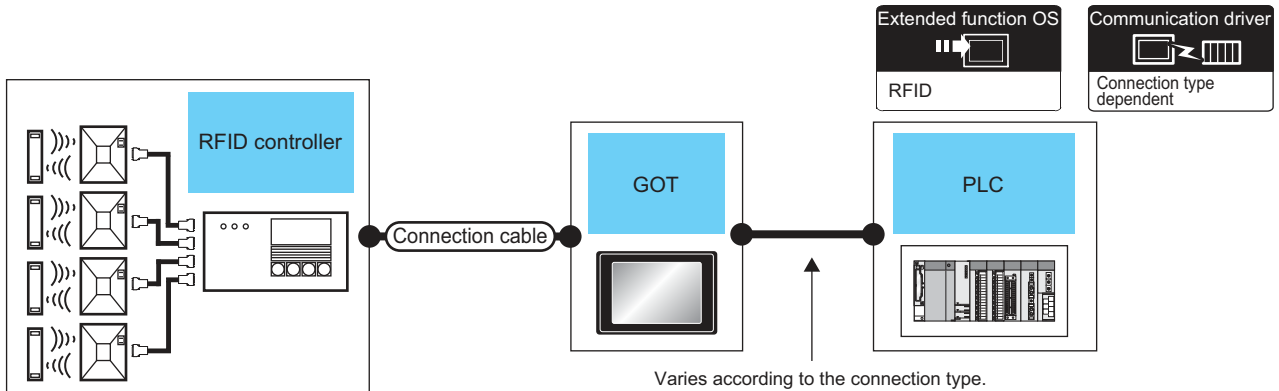 Extended function OS
RFID
Communication driver
Connection type
dependent
RFID controller
Connection cable
GOT
PLC
Varies according to the connection type.